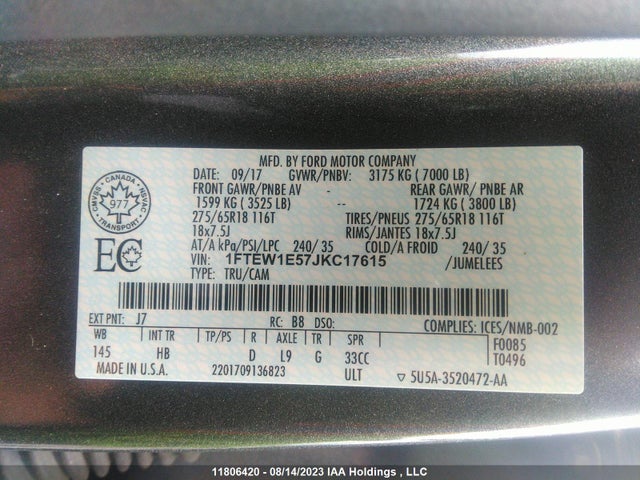 MFD. BY FORD MOTOR COMPANY
DATE: 09/17 GVWR/PNBV: 3175 KG ( 7000 LB)
FRONT GAWR/PNBE AV - REAR GAWR/ PNBE AR
1599 KG ( 3525 LB) -- 1724 KG ( 3800 LB)
275/65R18 116T TIRES/PNEUS 275/65R18 116T
18x7.5J RIMS/JANTES 18x7.5J
AT/A kPa/PSI/LPC 240/ 35 COLD/A FROID 240/ 35
VIN: 1FTEW1E57JKC17615 /JUMELEES
TYPE: TRU/CAM
CANADA
CMVSS NSVAC
977
TRANSPORT
EC
EXT PNT: J7 RC: B8 DSO: COMPLIES: ICES/NMB-002
WB INT TR TP/PS R AXLE TR SPR F0085
145 HB D L9 G 33CC T0496
MADE IN U.S.A. 2201709136823 ULT ▽ 5U5A-3520472-AA
11806420 - 08/14/2023 IAA Holdings , LLC